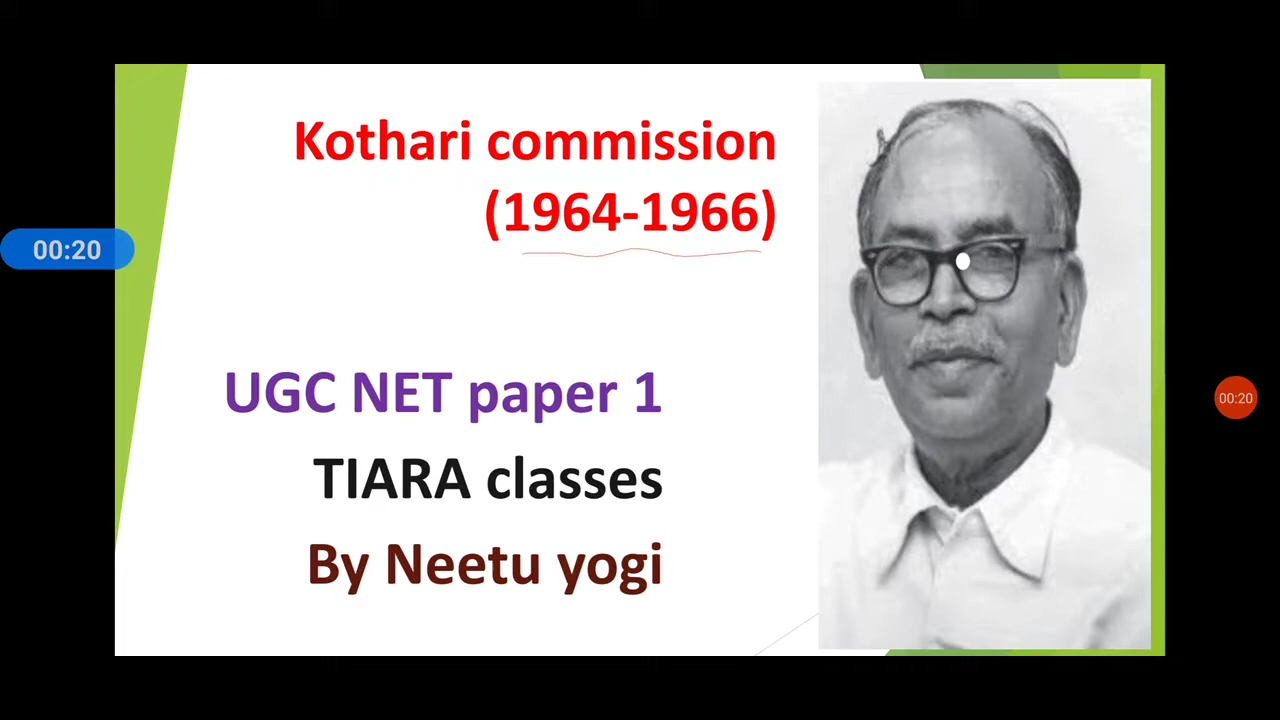 Kothari commission
(1964-1966)
00:20
00:20
UGC NET paper 1
TIARA classes
By Neetu yogi